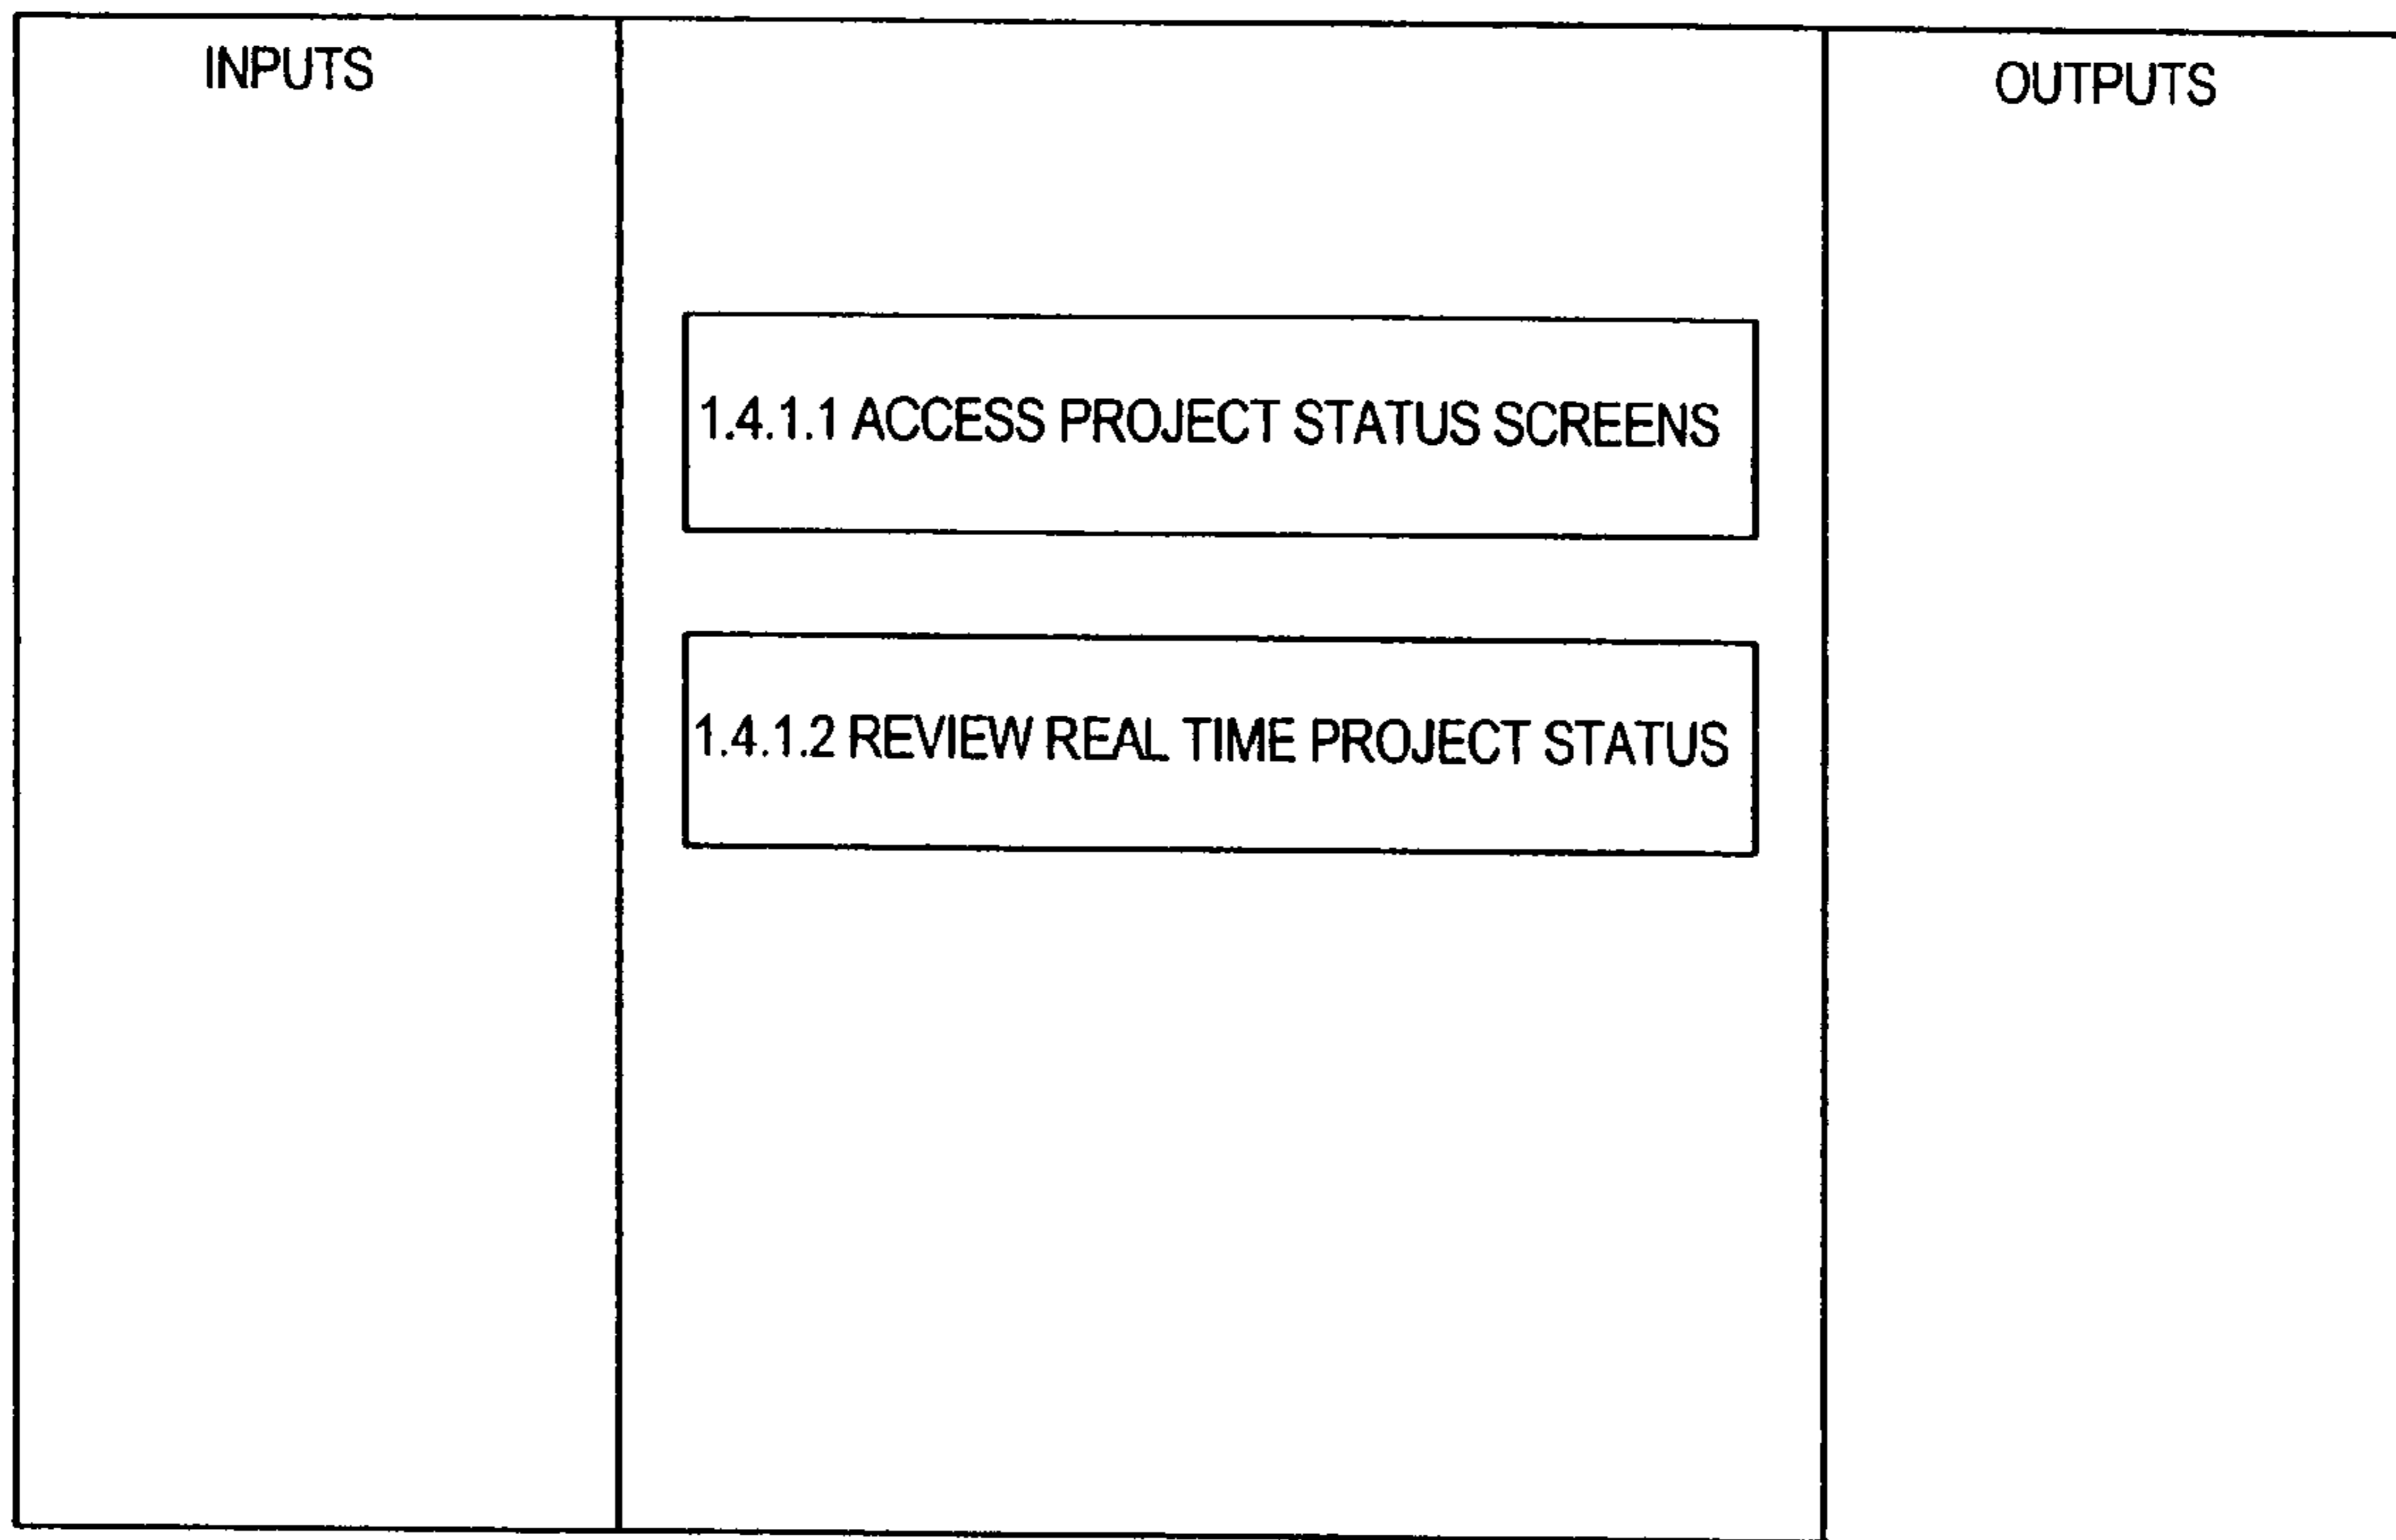 INPUTS
OUTPUTS
1.4.1.1 ACCESS PROJECT STATUS SCREENS
1.4.1.2 REVIEW REAL TIME PROJECT STATUS